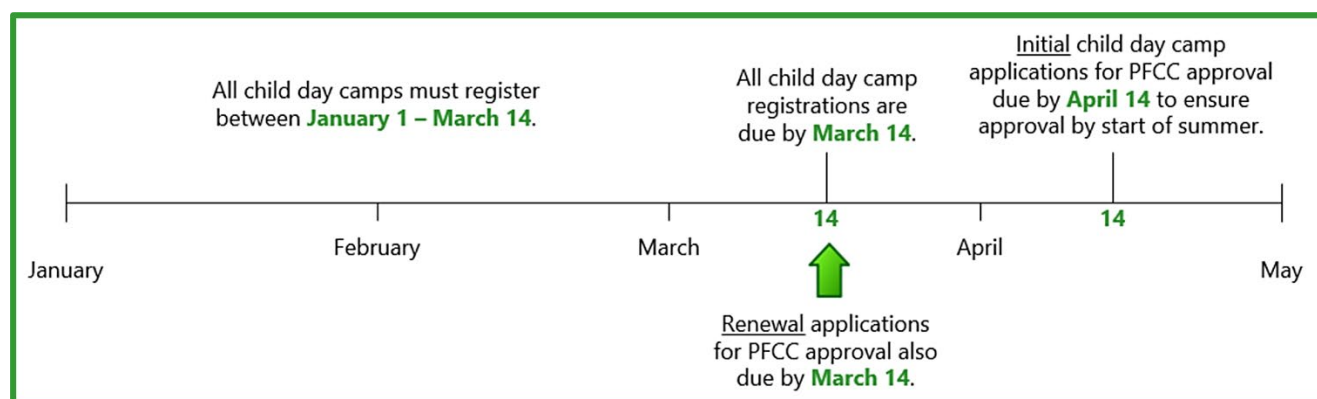 All child day camps must register
between January 1 – March 14.
All child day camp
registrations are
due by March 14.
Initial child day camp
applications for PFCC approval
due by April 14 to ensure
approval by start of summer.
14
14
January
February
March
April
May
Renewal applications
for PFCC approval also
due by March 14.